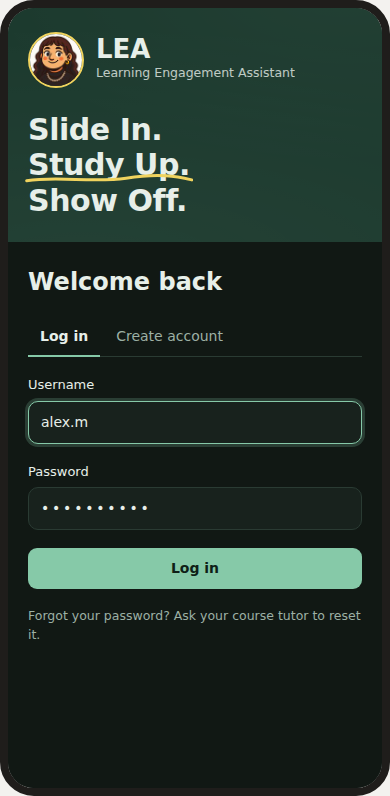 LEA
Learning Engagement Assistant
Slide In.
Study Up.
Show Off.
Welcome back
Log in
Create account
Username
alex.m
Password
••••••••••
Log in
Forgot your password? Ask your course tutor to reset
it.